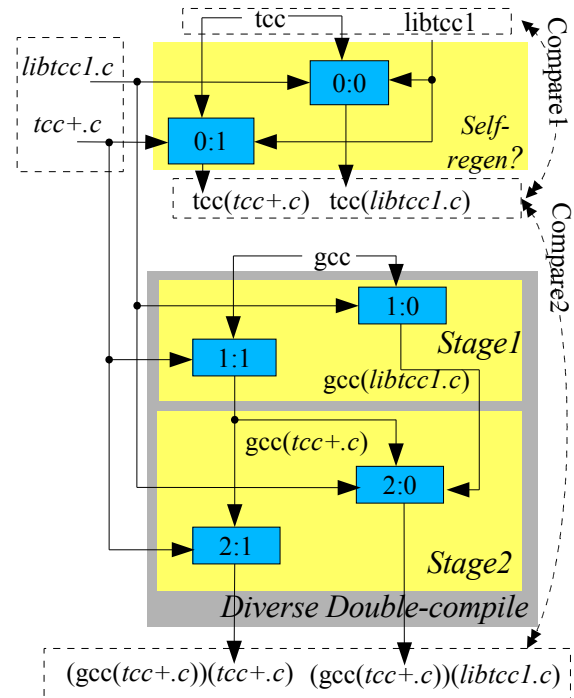 tcc
libtcc1
Compare1
libtcc1.c
0:0
tcc+.c
0:1
Self-
regen?
tcc(tcc+.c)
tcc(libtcc1.c)
Compare2
gcc
1:0
Stage1
1:1
gcc(libtcc1.c)
gcc(tcc+.c)
2:0
2:1
Stage2
Diverse Double-compile
(gcc(tcc+.c))(tcc+.c)
(gcc(tcc+.c))(libtcc1.c)